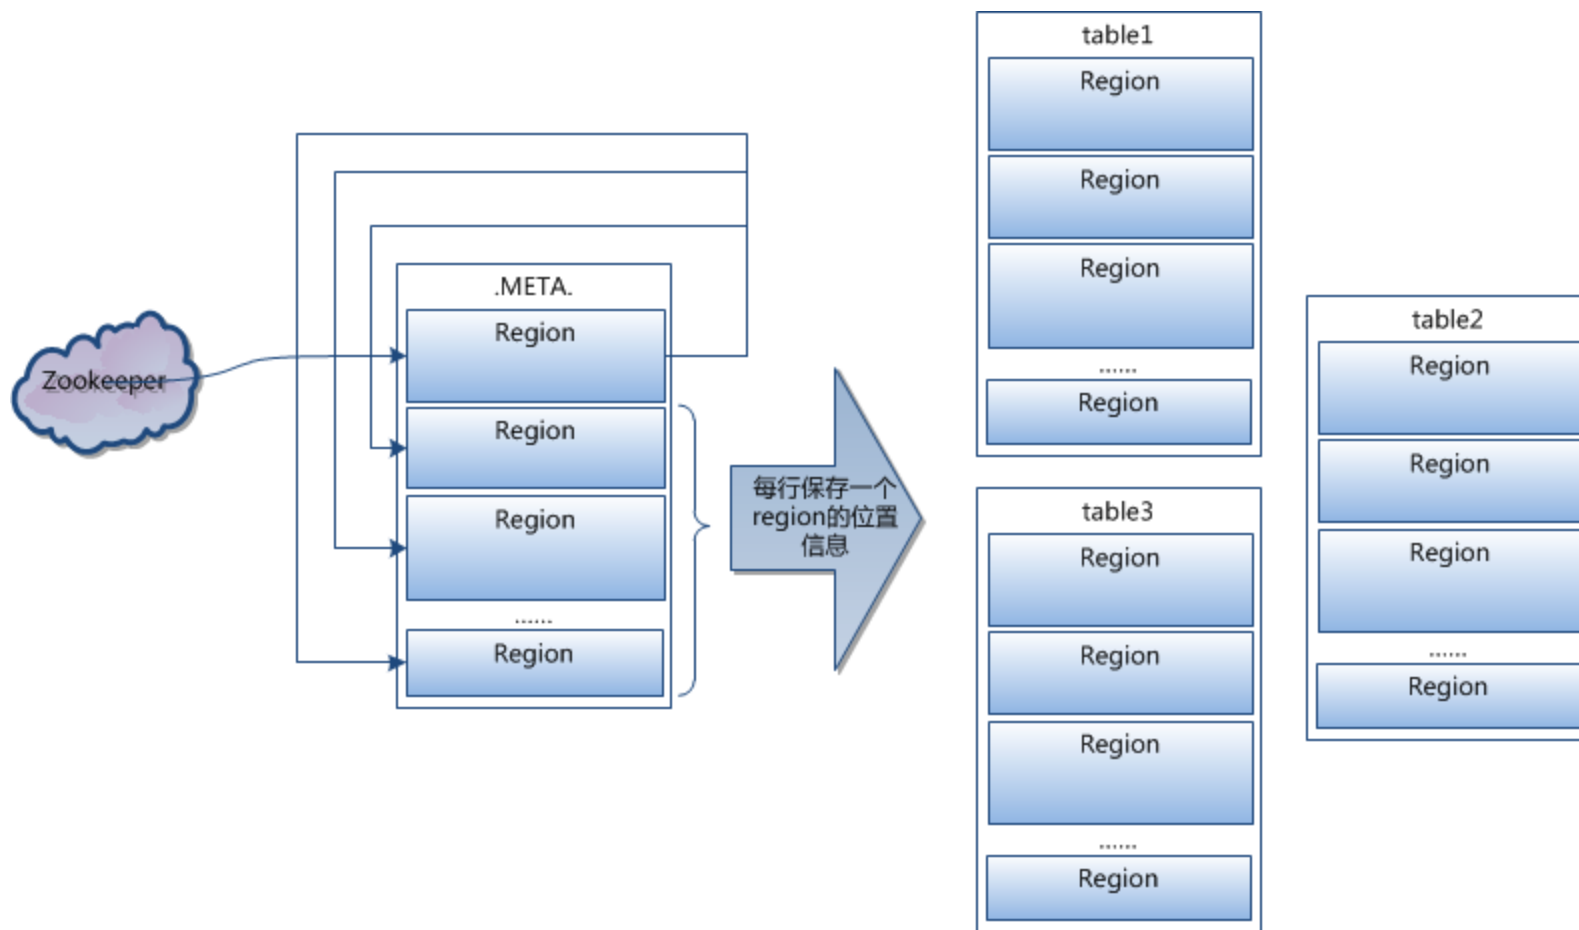 Zookeeper
.META.
Region
Region
Region
......
Region
每行保存一个
region的位置
信息
table1
Region
Region
Region
......
Region
table2
Region
Region
Region
......
Region
table3
Region
Region
Region
......
Region